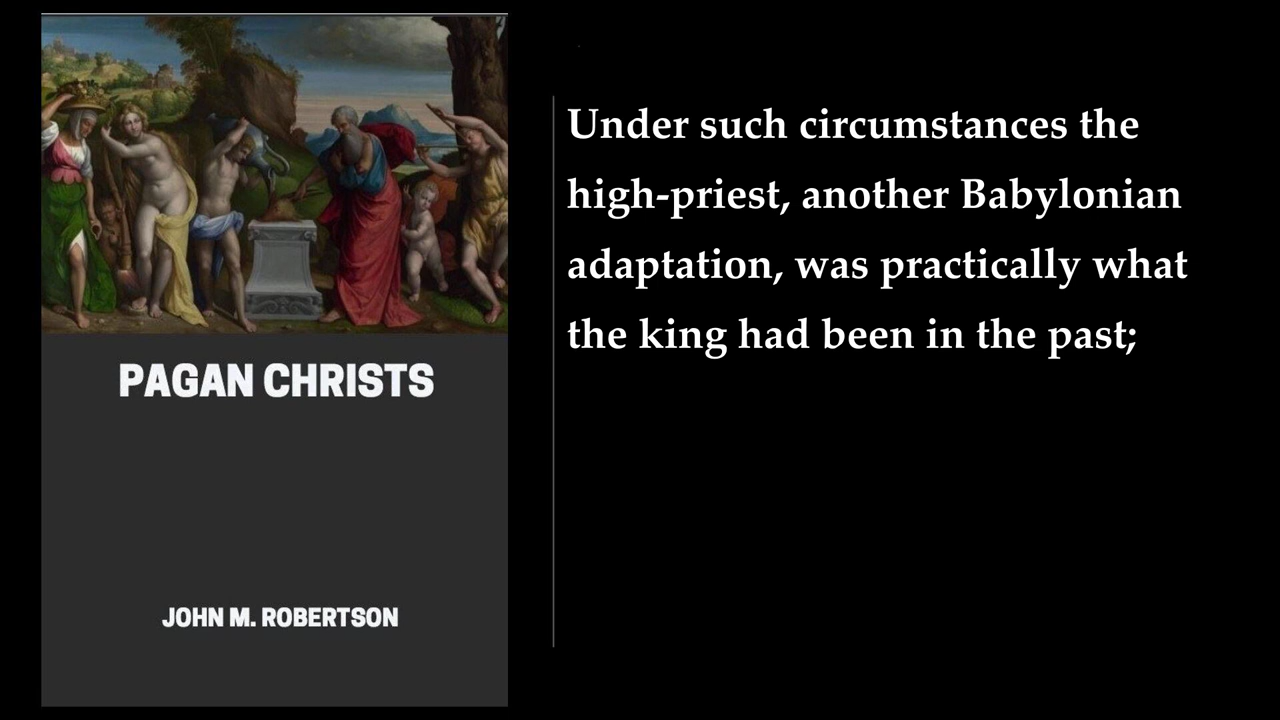 PAGAN CHRISTS
JOHN M. ROBERTSON
Under such circumstances the
high-priest, another Babylonian
adaptation, was practically what
the king had been in the past;